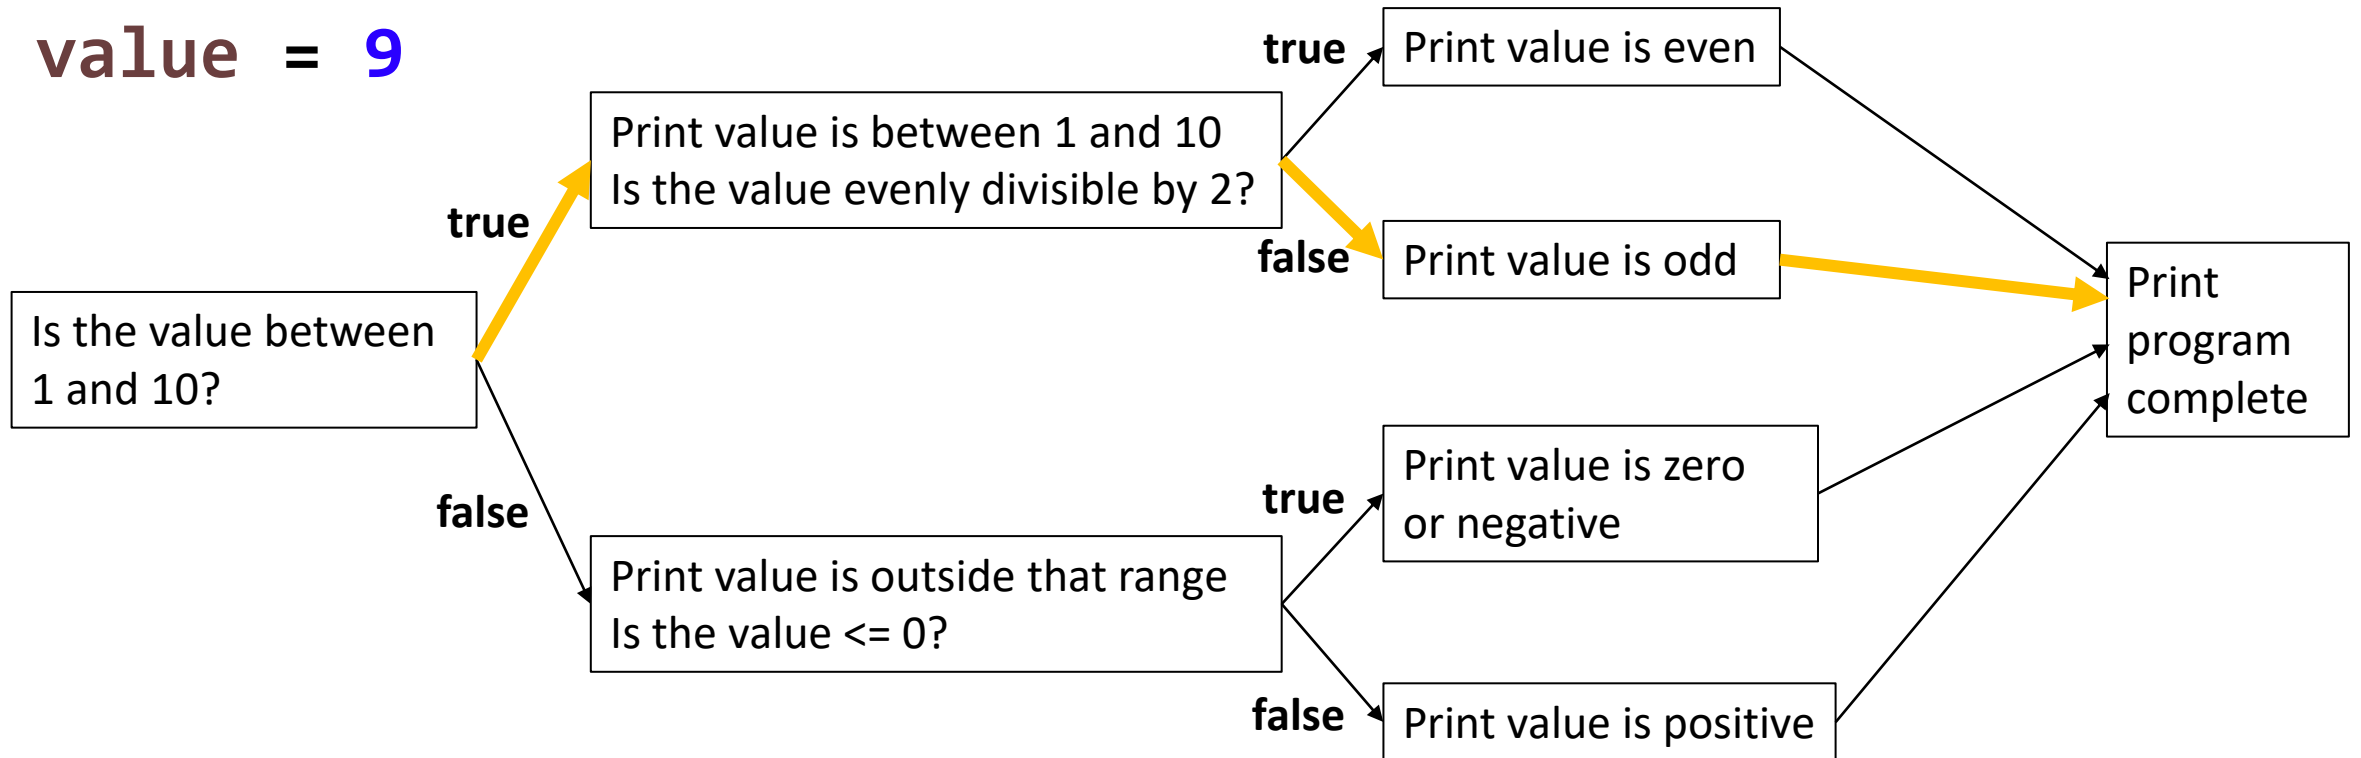 value = 9
Is the value between
1 and 10?
true
false
Print value is between 1 and 10
Is the value evenly divisible by 2?
true
false
Print value is even
Print value is odd
Print value is outside that range
Is the value <= 0?
true
false
Print value is zero
or negative
Print value is positive
Print
program
complete